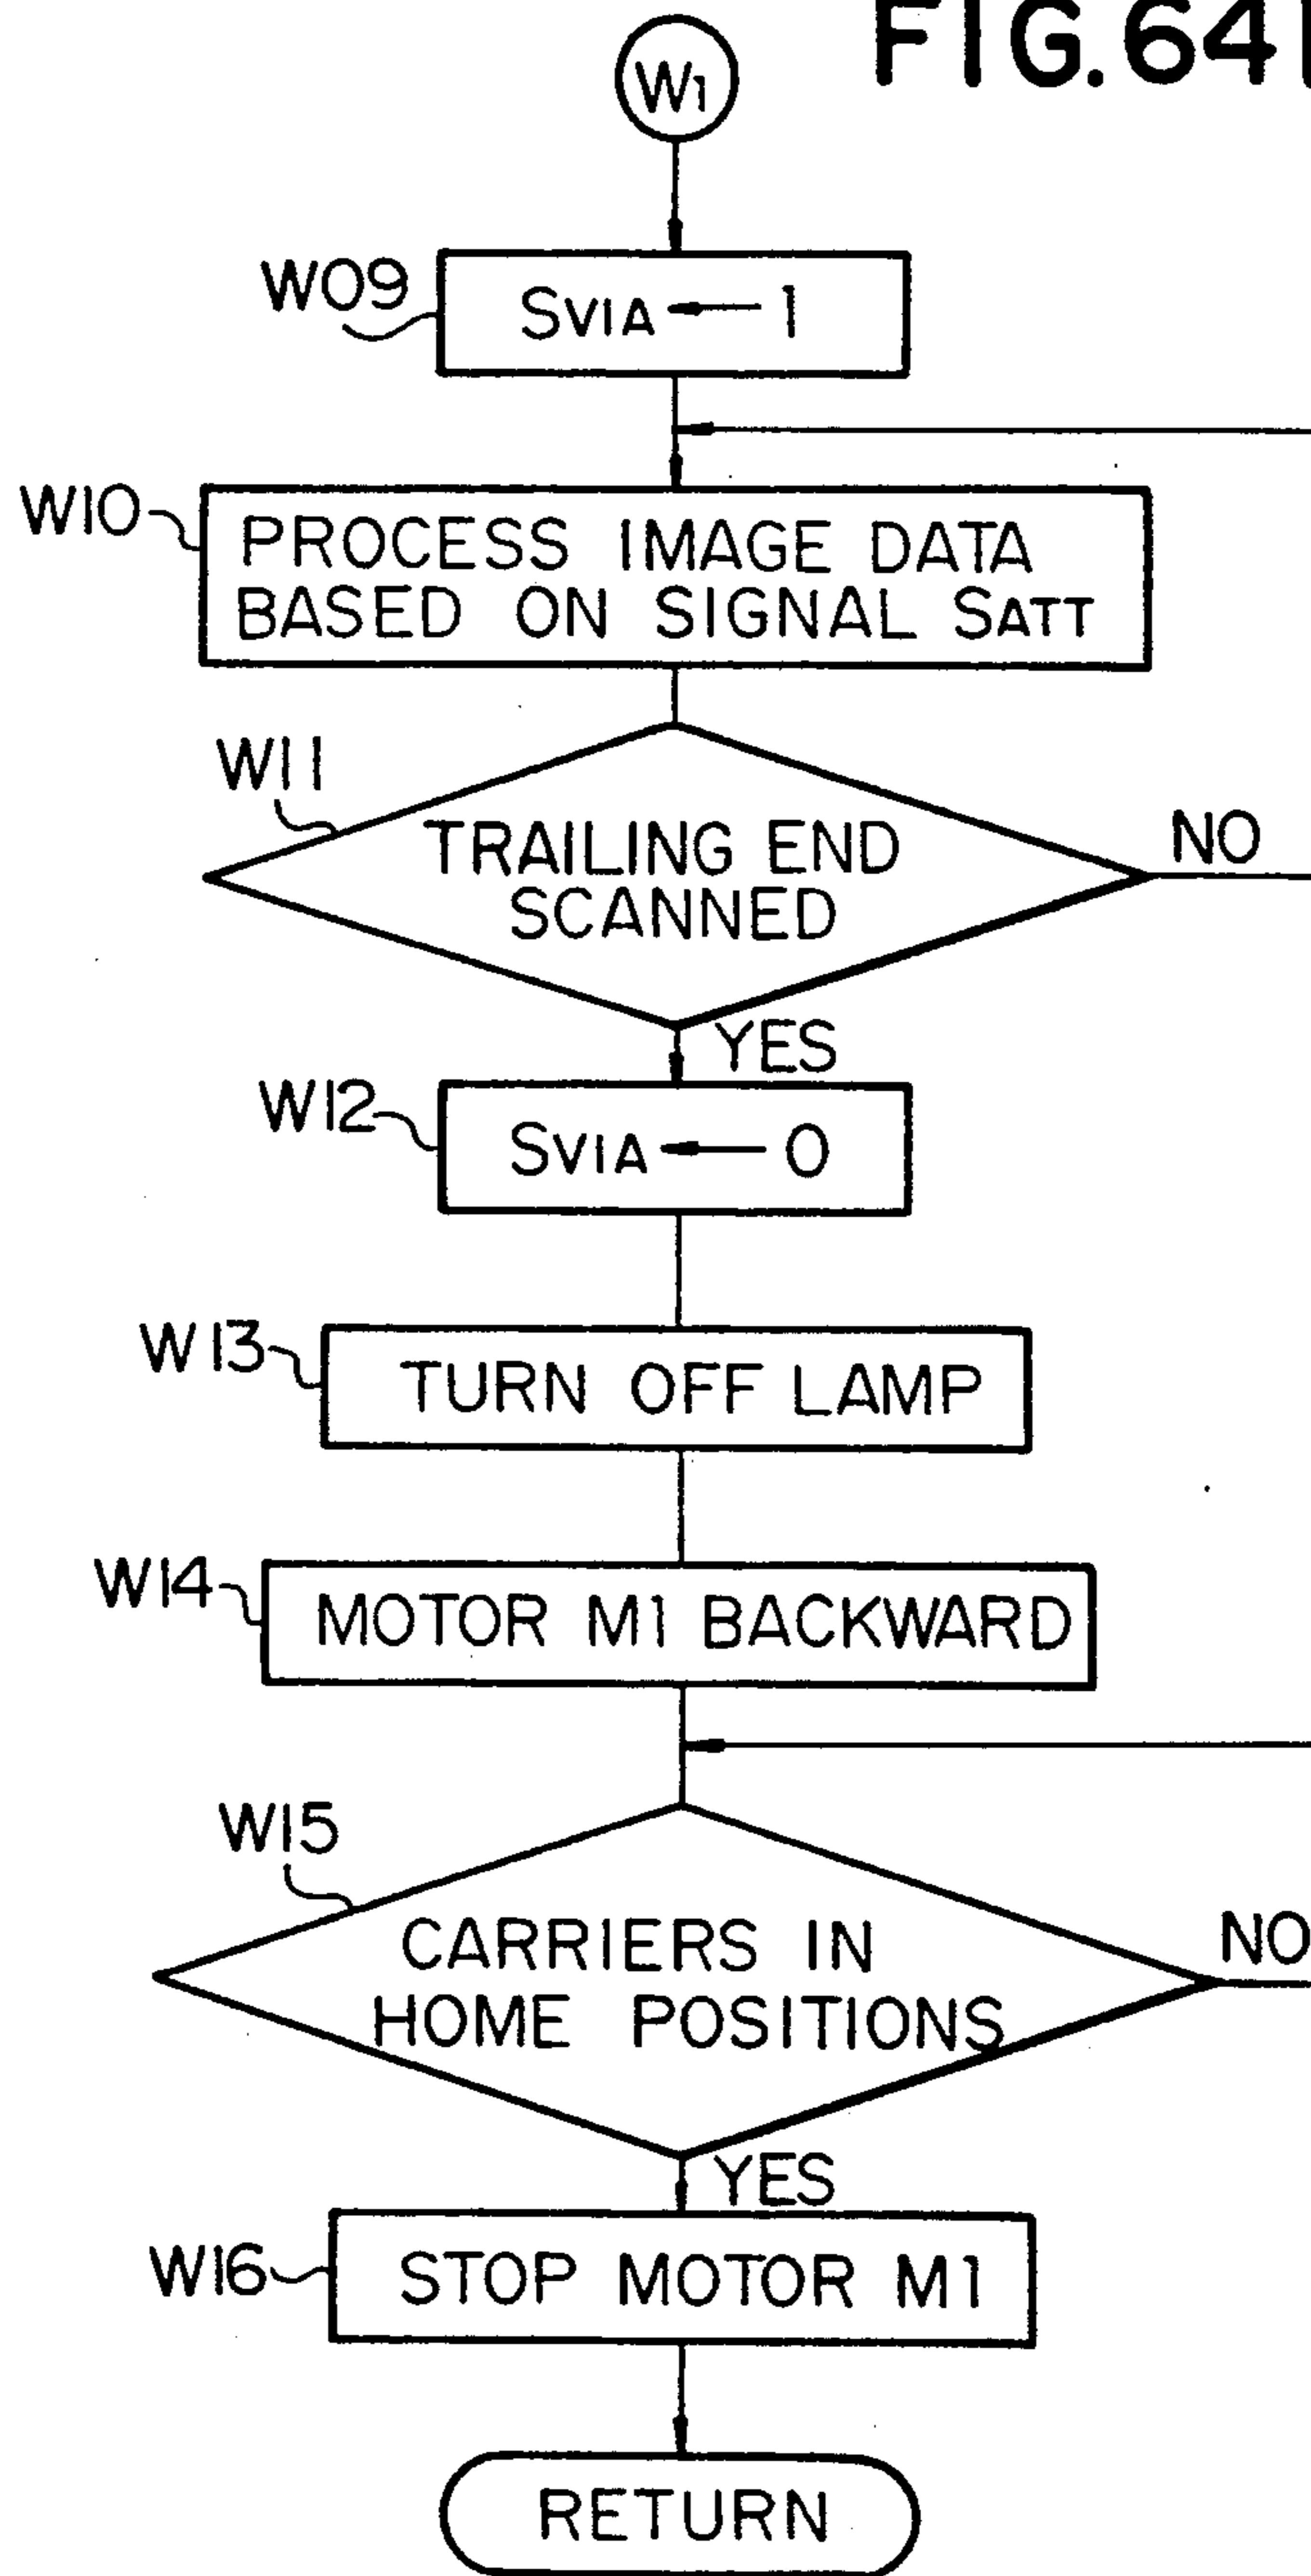 FIG.64
W1
W09
SVIA ← 1
W10
PROCESS IMAGE DATA
BASED ON SIGNAL SATT
W11
TRAILING END
SCANNED
NO
YES
W12
SVIA ← 0
W13
TURN OFF LAMP
W14
MOTOR M1 BACKWARD
W15
CARRIERS IN
HOME POSITIONS
NO
YES
W16
STOP MOTOR M1
RETURN